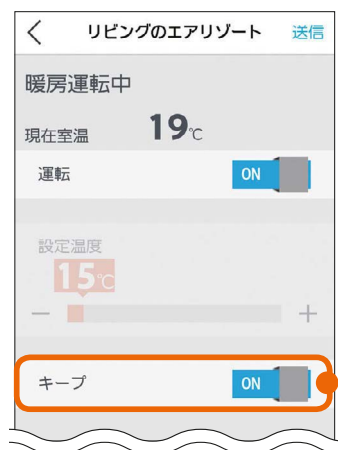 リビングのエアリゾート 送信
暖房運転中
現在室温 19℃
運転 ON
設定温度
15℃
− +
キープ ON